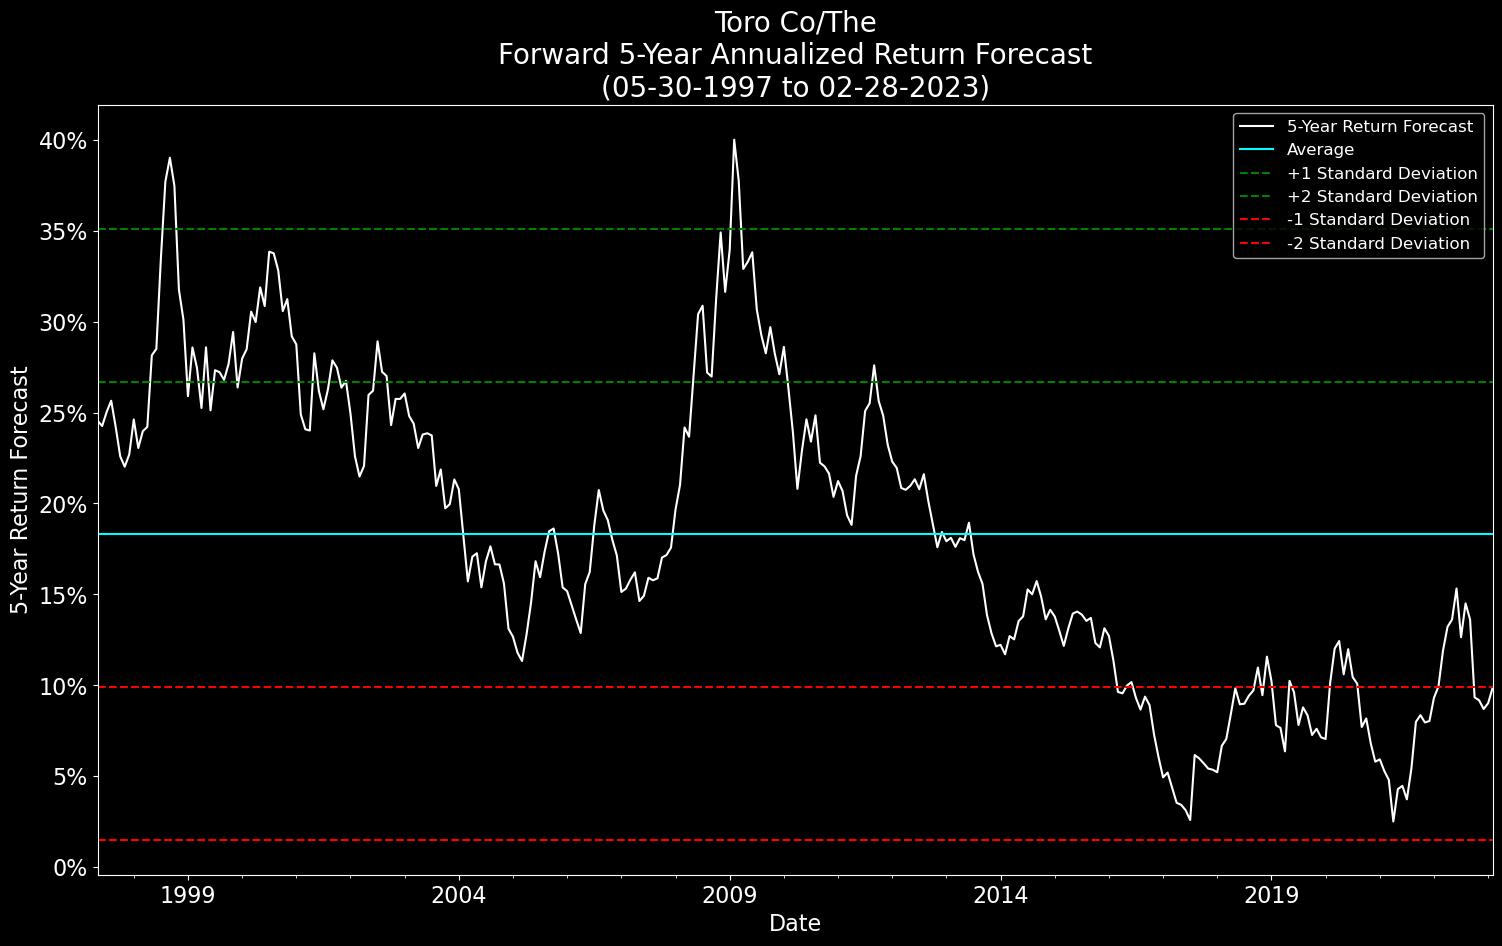 Toro Co/The
Forward 5-Year Annualized Return Forecast
(05-30-1997 to 02-28-2023)
5-Year Return Forecast
Average
+1 Standard Deviation
+2 Standard Deviation
-1 Standard Deviation
-2 Standard Deviation
5-Year Return Forecast
40%
35%
30%
25%
20%
15%
10%
5%
0%
1999
2004
2009
2014
2019
Date